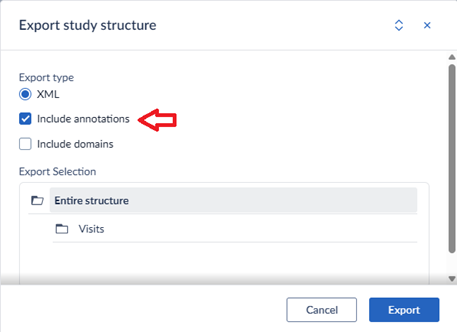 Export study structure
Export type
XML
Include annotations
Include domains
Export Selection
Entire structure
Visits
Cancel
Export